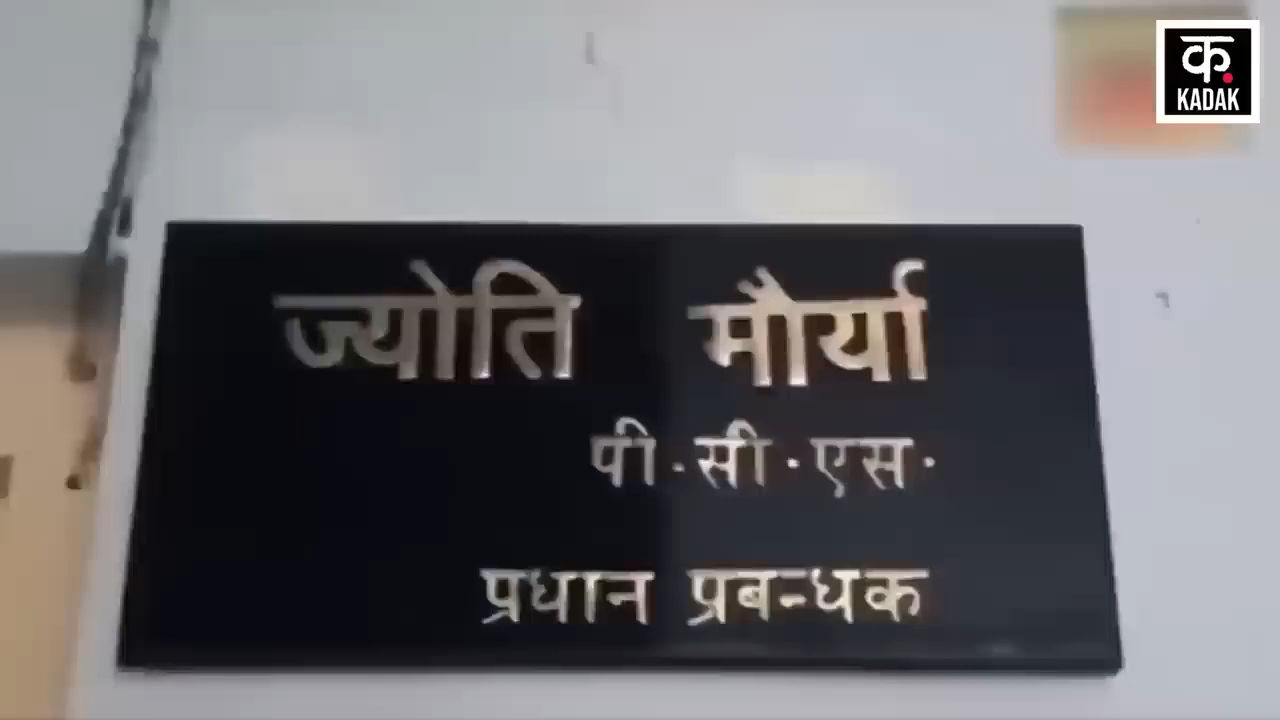 क.
KADAK
ज्योति मौर्या
पी·सी·एस·
प्रधान प्रबन्धक